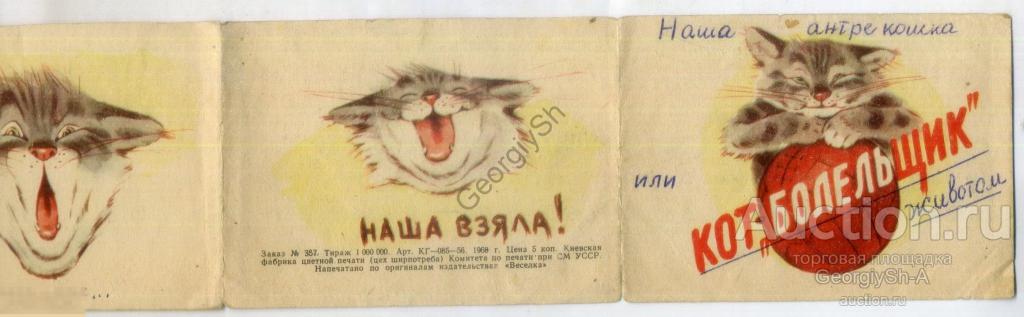 ...
НАША ВЗЯЛА!
Заказ № 357. Тираж 1 000 000. Арт. КГ—085—56. 1968 г. Цена 5 коп. Киевская
фабрика цветной печати (цех ширпотреба) Комитета по печати при СМ УССР.
Напечатано по оригиналам издательства «Веселка»
Наша антре кошка
или
КОТ „БОЛЕЛЬЩИК"
животом
GeorgiySh
Auction.ru
торговая площадка
GeorgiySh-A
auction.ru